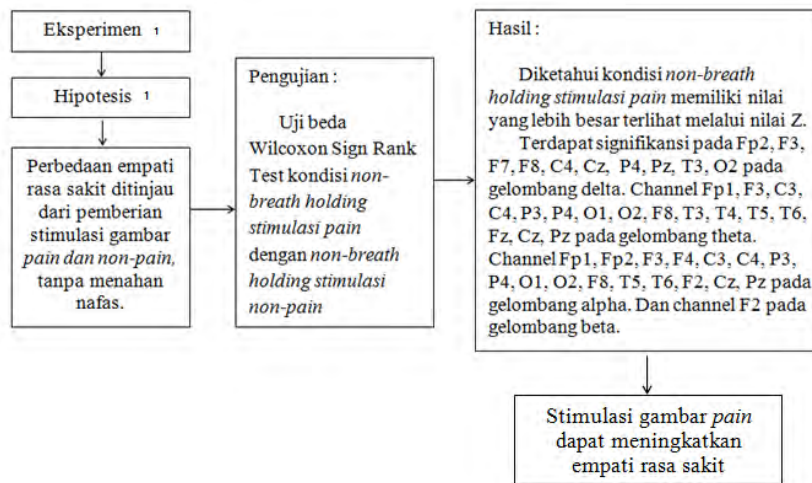 Eksperimen 1
Hipotesis 1
Perbedaan empati
rasa sakit ditinjau
dari pemberian
stimulasi gambar
pain dan non-pain,
tanpa menahan
nafas.
Pengujian :
Uji beda
Wilcoxon Sign Rank
Test kondisi non-
breath holding
stimulasi pain
dengan non-breath
holding stimulasi
non-pain
Hasil :
Diketahui kondisi non-breath
holding stimulasi pain memiliki nilai
yang lebih besar terlihat melalui nilai Z.
Terdapat signifikansi pada Fp2, F3,
F7, F8, C4, Cz, P4, Pz, T3, O2 pada
gelombang delta. Channel Fp1, F3, C3,
C4, P3, P4, O1, O2, F8, T3, T4, T5, T6,
Fz, Cz, Pz pada gelombang theta.
Channel Fp1, Fp2, F3, F4, C3, C4, P3,
P4, O1, O2, F8, T5, T6, F2, Cz, Pz pada
gelombang alpha. Dan channel F2 pada
gelombang beta.
Stimulasi gambar pain
dapat meningkatkan
empati rasa sakit